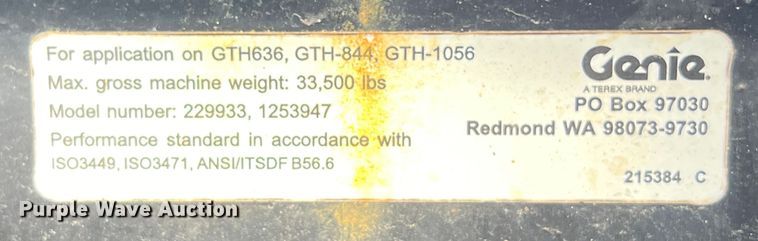 For application on GTH636, GTH-844, GTH-1056
Max. gross machine weight: 33,500 lbs
Model number: 229933, 1253947
Performance standard in accordance with
ISO3449, ISO3471, ANSI/ITSDF B56.6
Genie
A TEREX BRAND
PO Box 97030
Redmond WA 98073-9730
215384 C
Purple Wave Auction